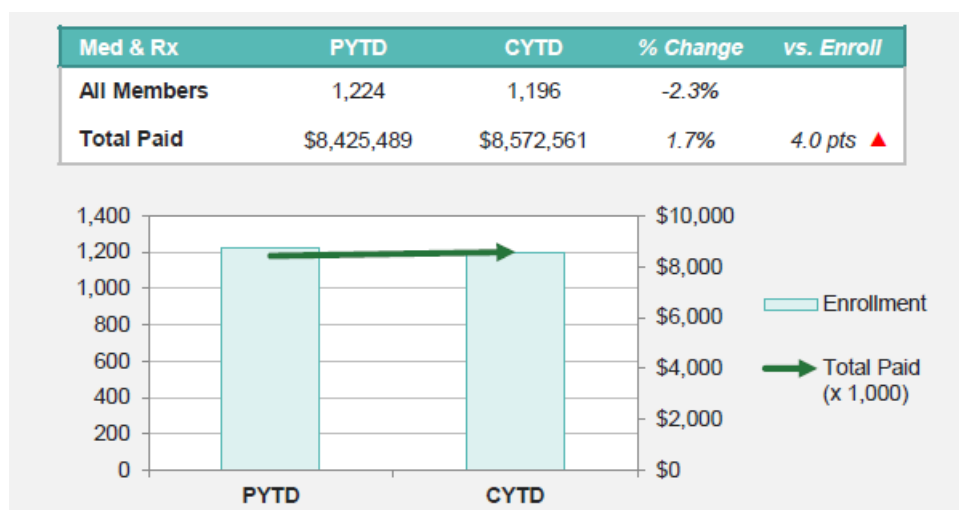 Med & Rx PYTD CYTD % Change vs. Enroll
All Members 1,224 1,196 -2.3%
Total Paid $8,425,489 $8,572,561 1.7% 4.0 pts ▲
1,400 $10,000
1,200
$8,000
1,000
$6,000
Enrollment
800
600
$4,000
Total Paid
(x 1,000)
400
$2,000
200
0 $0
PYTD CYTD